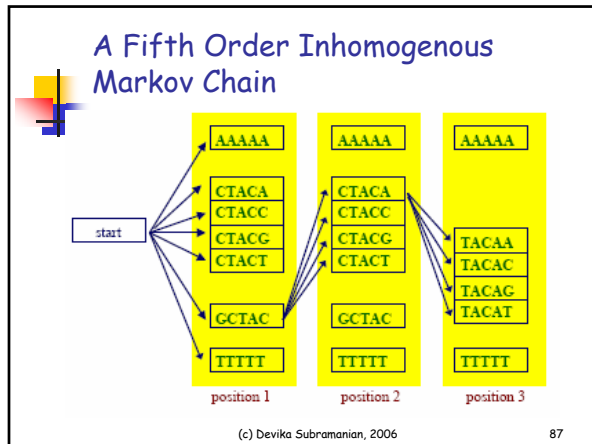 A Fifth Order Inhomogenous
Markov Chain
start
AAAAA
CTACA
CTACC
CTACG
CTACT
GCTAC
TTTTT
position 1
AAAAA
CTACA
CTACC
CTACG
CTACT
GCTAC
TTTTT
position 2
AAAAA
TACAA
TACAC
TACAG
TACAT
TTTTT
position 3
(c) Devika Subramanian, 2006
87